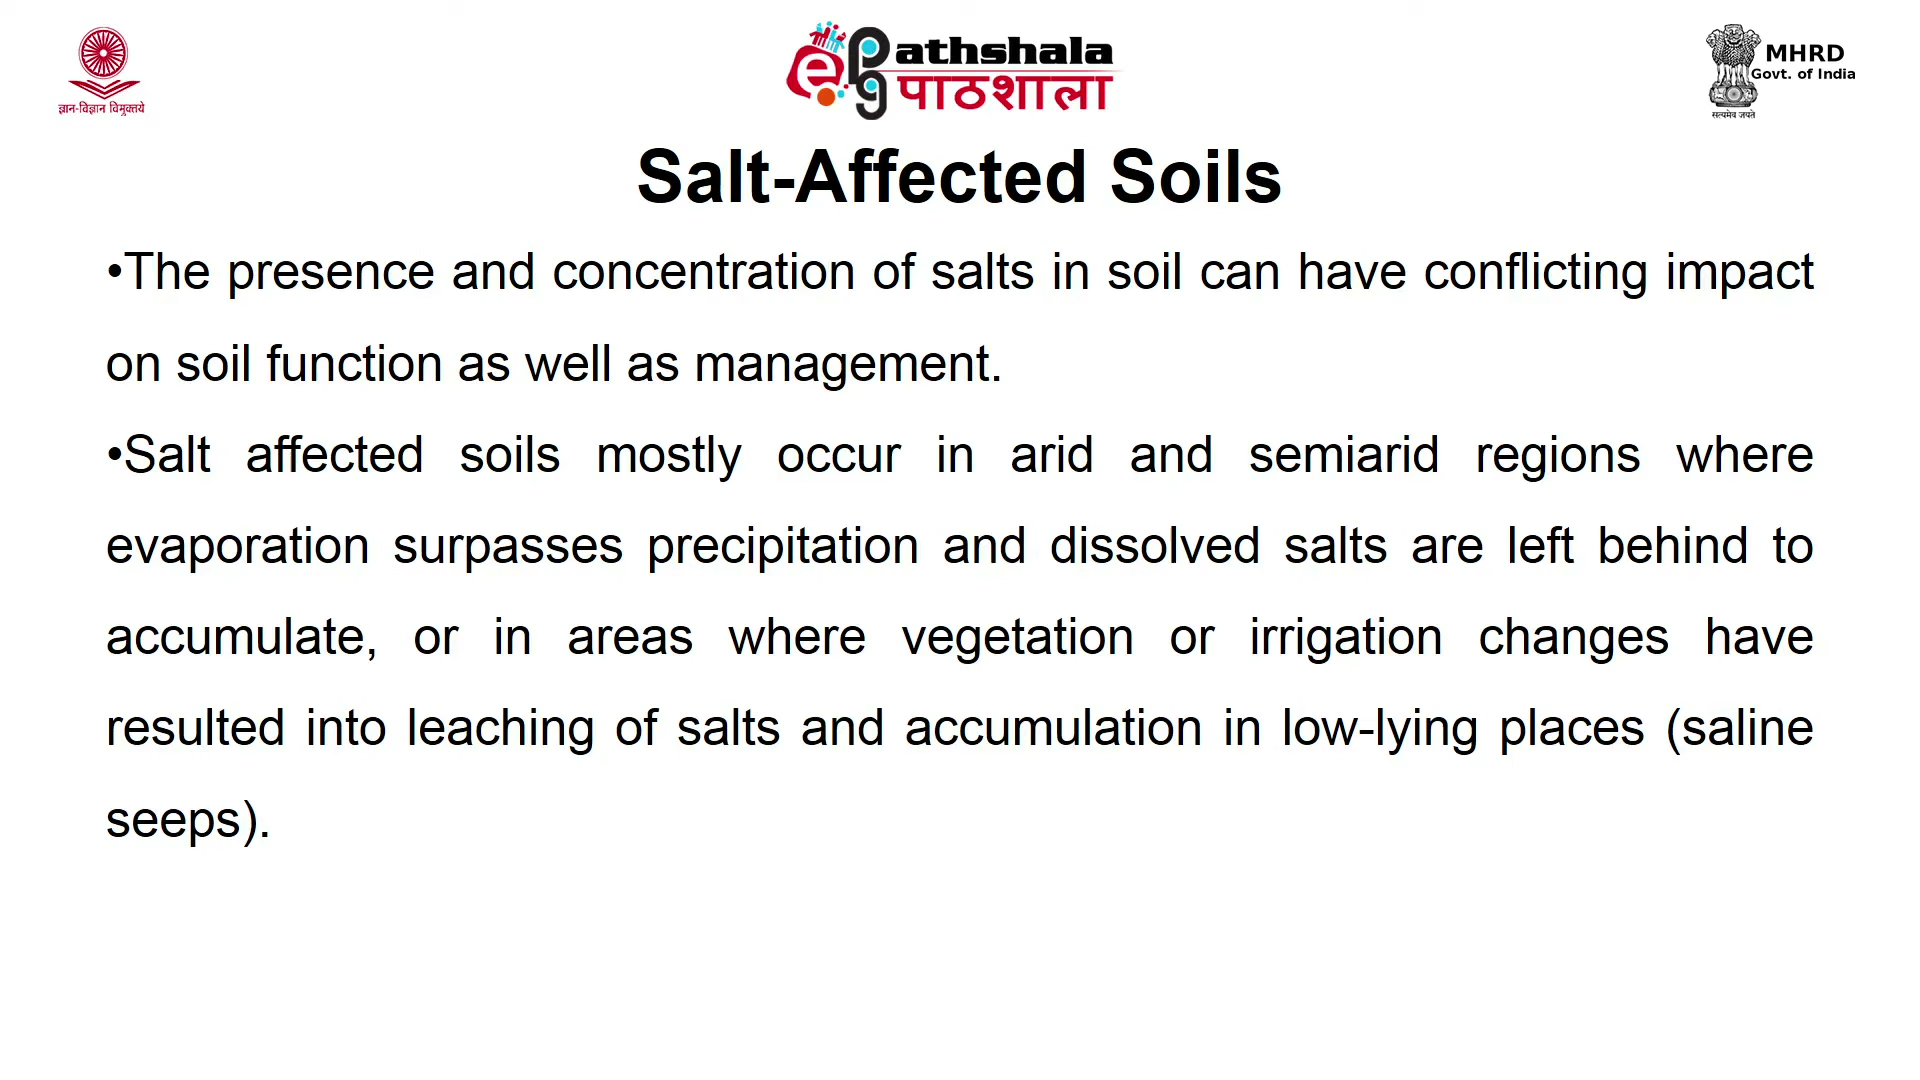 ज्ञान-विज्ञान विमुक्तये
e Pathshala
पाठशाला
MHRD
Govt. of India
सत्यमेव जयते
Salt-Affected Soils
•The presence and concentration of salts in soil can have conflicting impact
on soil function as well as management.
•Salt affected soils mostly occur in arid and semiarid regions where
evaporation surpasses precipitation and dissolved salts are left behind to
accumulate, or in areas where vegetation or irrigation changes have
resulted into leaching of salts and accumulation in low-lying places (saline
seeps).